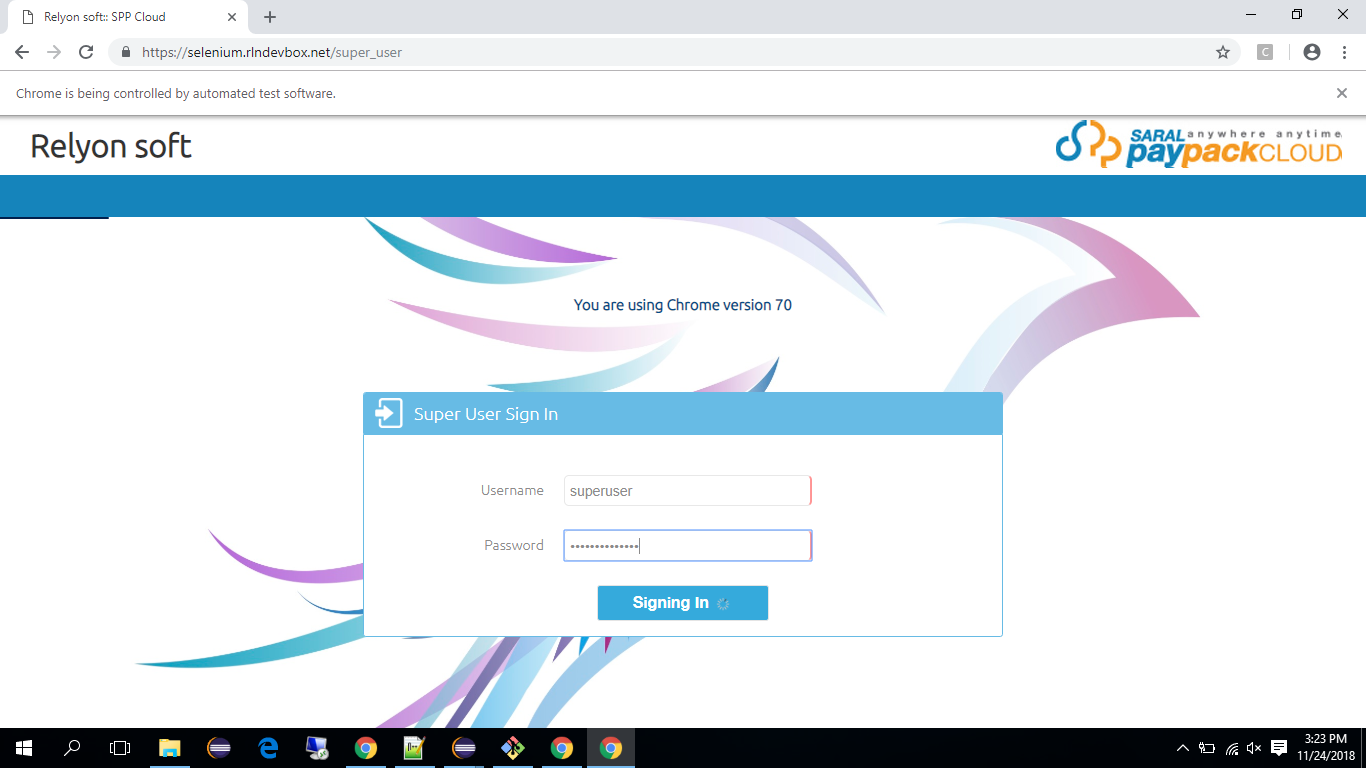 Relyon soft:: SPP Cloud
https://selenium.rlndevbox.net/super_user
C
Chrome is being controlled by automated test software.
Relyon soft
SARAL anywhere anytime
paypackCLOUD
You are using Chrome version 70
Super User Sign In
Username superuser
Password ••••••••••••••
Signing In
3:23 PM
11/24/2018